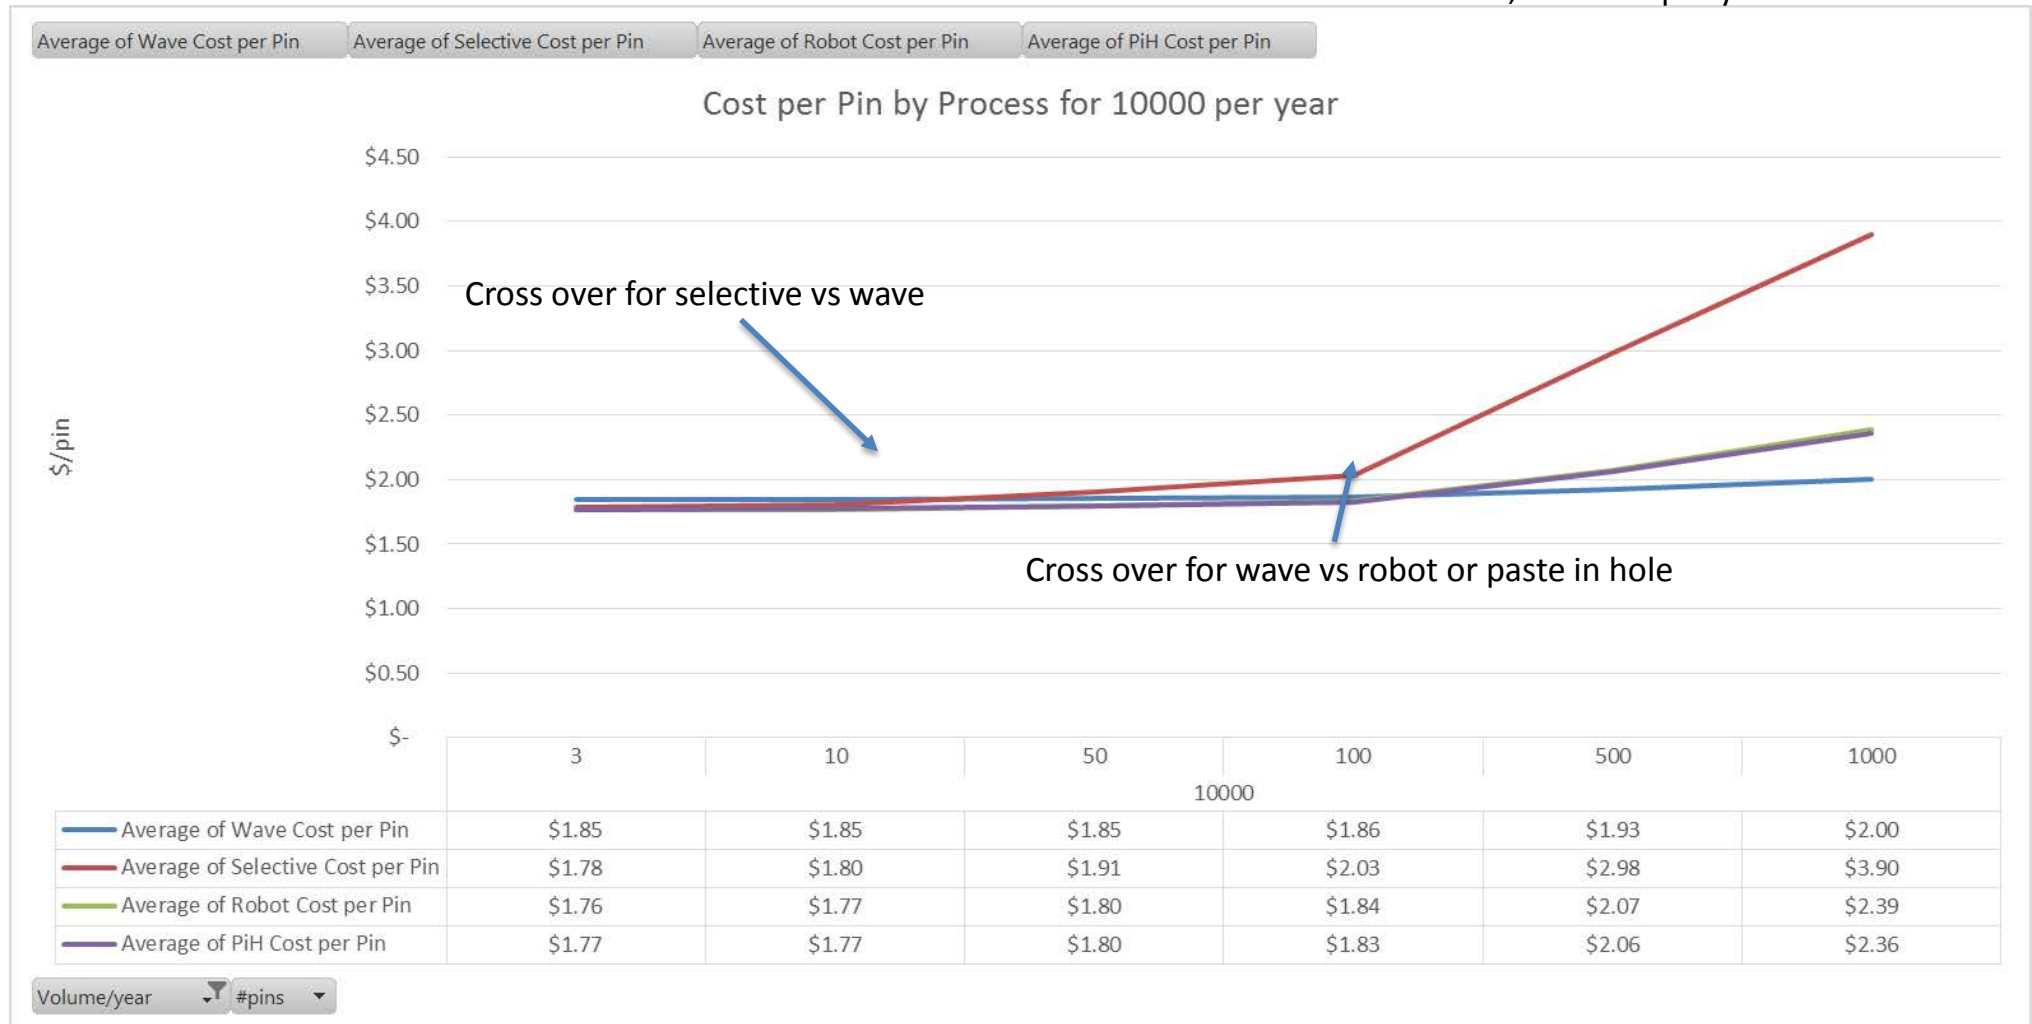 Average of Wave Cost per Pin Average of Selective Cost per Pin Average of Robot Cost per Pin Average of PiH Cost per Pin
Cost per Pin by Process for 10000 per year
$4.50
$4.00
$3.50
Cross over for selective vs wave
$3.00
$2.50
$/pin
$2.00
$1.50
Cross over for wave vs robot or paste in hole
$1.00
$0.50
$-
3 10 50 100 500 1000
10000
Average of Wave Cost per Pin $1.85 $1.85 $1.85 $1.86 $1.93 $2.00
Average of Selective Cost per Pin $1.78 $1.80 $1.91 $2.03 $2.98 $3.90
Average of Robot Cost per Pin $1.76 $1.77 $1.80 $1.84 $2.07 $2.39
Average of PiH Cost per Pin $1.77 $1.77 $1.80 $1.83 $2.06 $2.36
Volume/year #pins